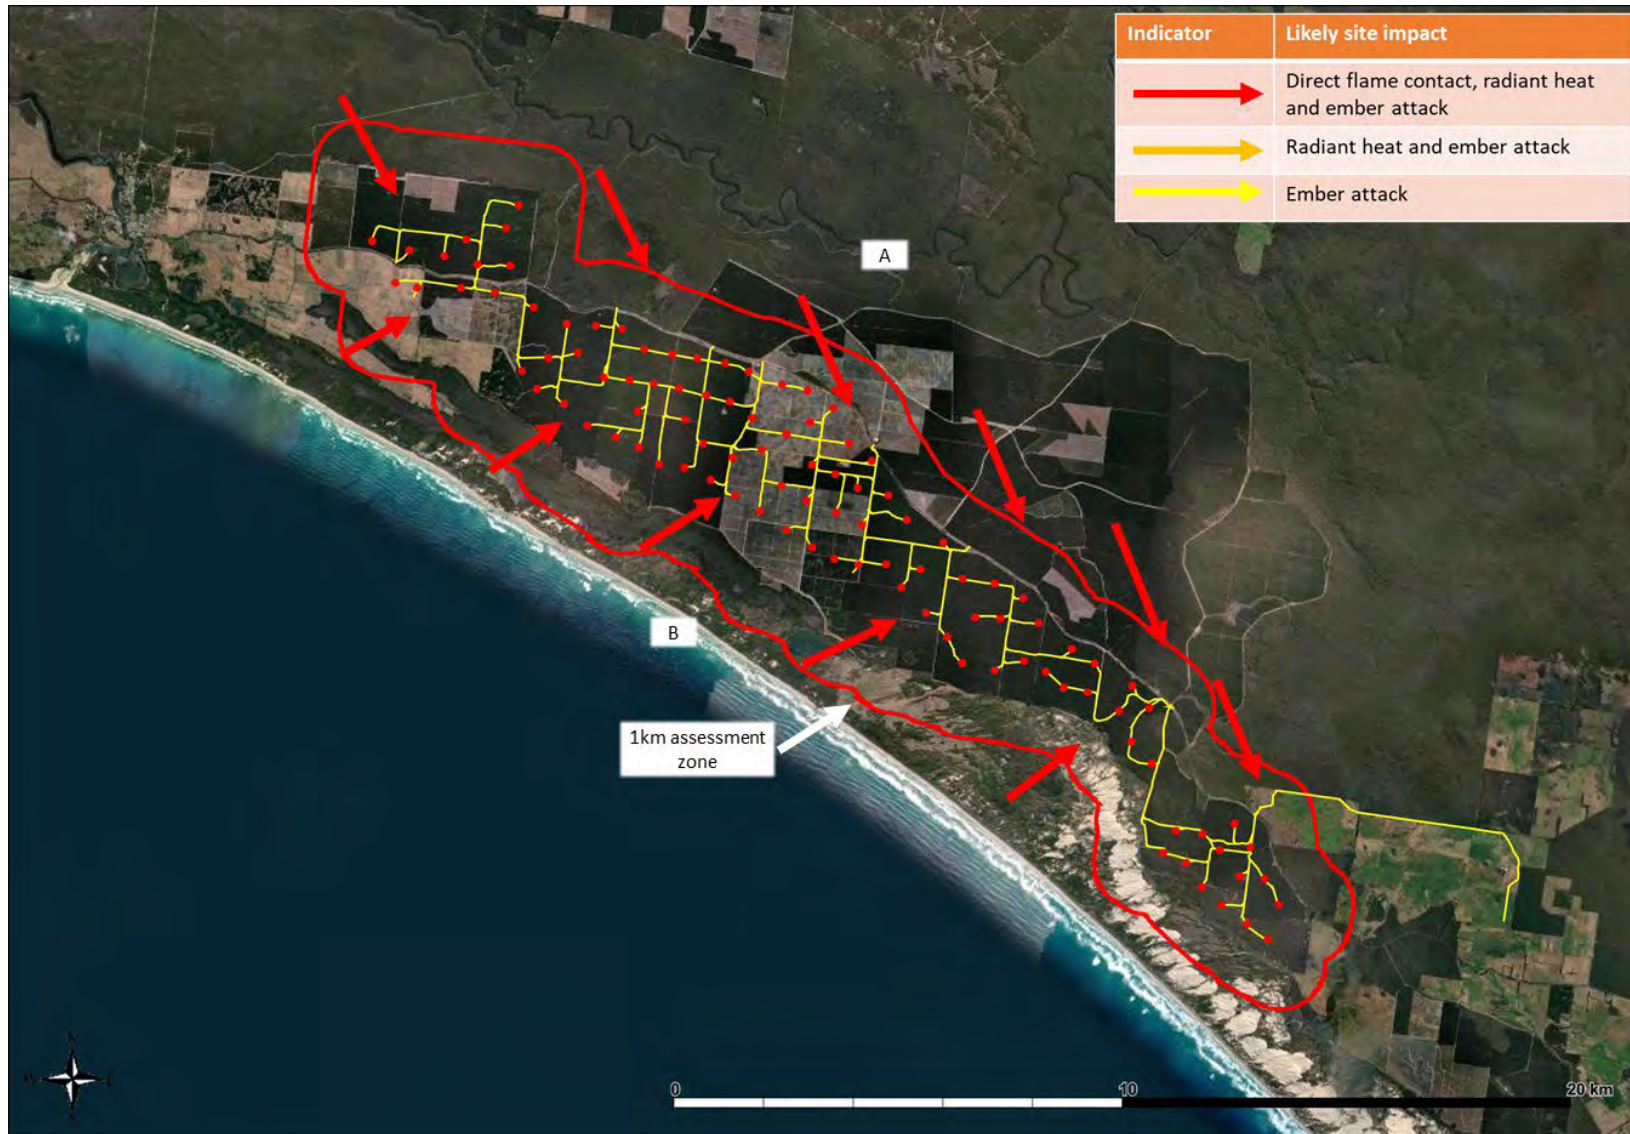 Indicator Likely site impact
Direct flame contact, radiant heat
and ember attack
Radiant heat and ember attack
Ember attack
A
B
1km assessment
zone
0 10 20 km